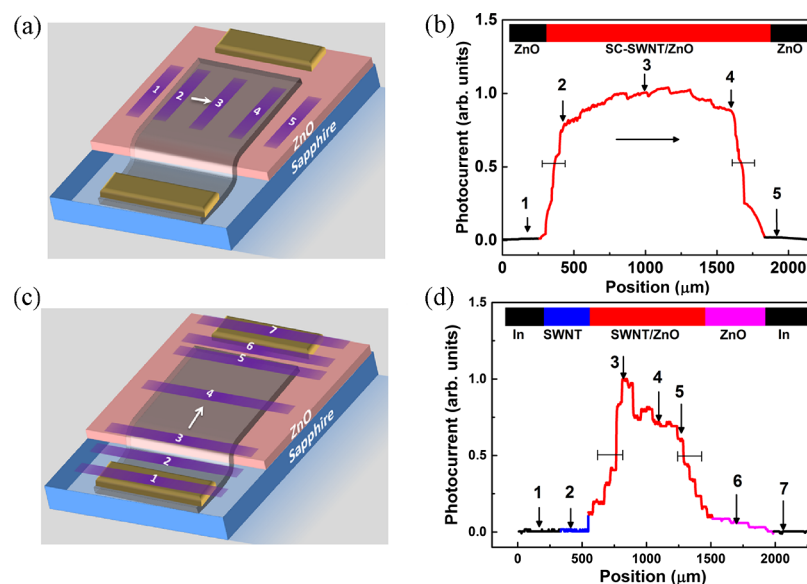 (a)
1
2
3
4
5
ZnO
Sapphire
(b)
Photocurrent (arb. units)
1.5
1.0
0.5
0.0
ZnO SC-SWNT/ZnO ZnO
1
2
3
4
5
0 500 1000 1500 2000
Position (μm)
(c)
7
6
5
4
3
2
1
ZnO
Sapphire
(d)
Photocurrent (arb. units)
1.5
1.0
0.5
0.0
In SWNT SWNT/ZnO ZnO In
1
2
3
4
5
6
7
0 500 1000 1500 2000
Position (μm)